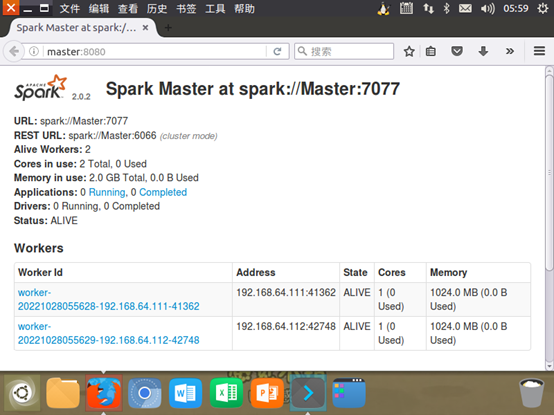 文件 编辑 查看 历史 书签 工具 帮助
05:59
Spark Master at spark:/…
master:8080
搜索
APACHE
Spark 2.0.2
Spark Master at spark://Master:7077
URL: spark://Master:7077
REST URL: spark://Master:6066 (cluster mode)
Alive Workers: 2
Cores in use: 2 Total, 0 Used
Memory in use: 2.0 GB Total, 0.0 B Used
Applications: 0 Running, 0 Completed
Drivers: 0 Running, 0 Completed
Status: ALIVE
Workers
Worker Id Address State Cores Memory
worker-20221028055628-192.168.64.111-41362 192.168.64.111:41362 ALIVE 1 (0 Used) 1024.0 MB (0.0 B Used)
worker-20221028055629-192.168.64.112-42748 192.168.64.112:42748 ALIVE 1 (0 Used) 1024.0 MB (0.0 B Used)
W X P